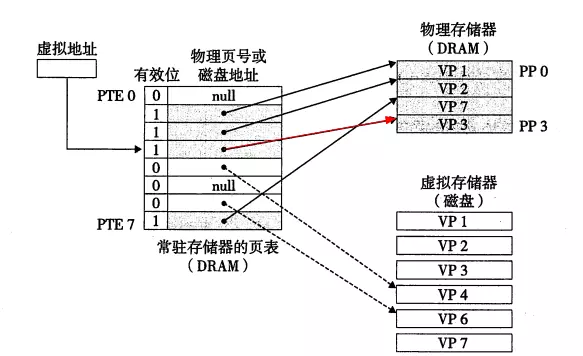 虚拟地址
物理页号或
有效位 磁盘地址
PTE 0 0 null
1
1
1
0
0 null
0
PTE 7 1
常驻存储器的页表
(DRAM)
物理存储器
(DRAM)
VP 1 PP 0
VP 2
VP 7
VP 3 PP 3
虚拟存储器
(磁盘)
VP 1
VP 2
VP 3
VP 4
VP 6
VP 7